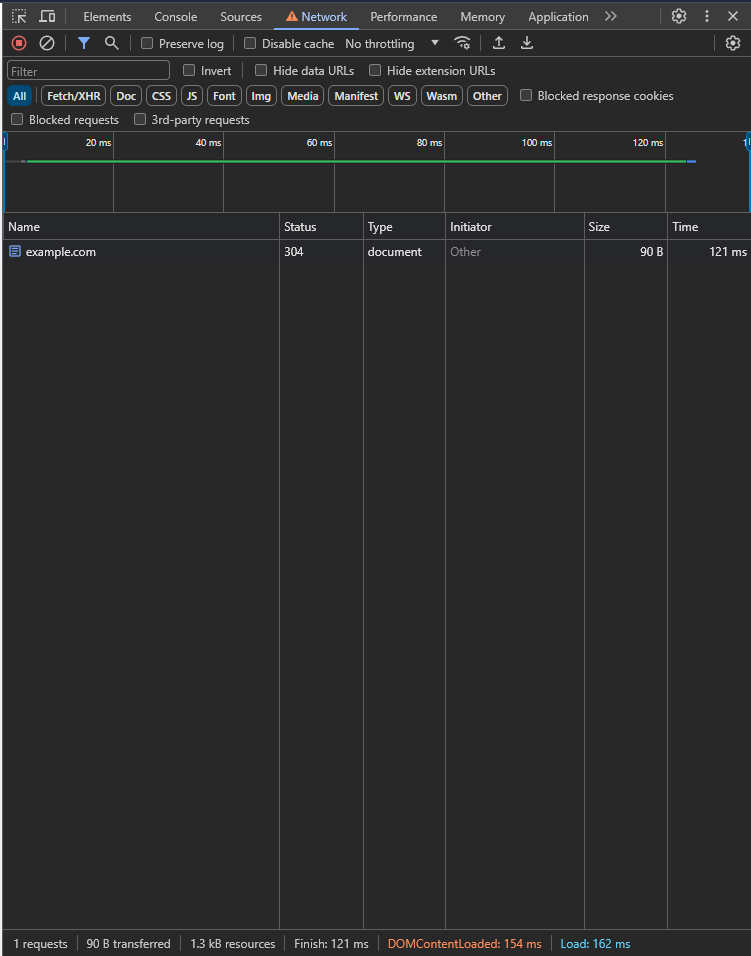 Elements Console Sources Network Performance Memory Application
Preserve log Disable cache No throttling
Filter Invert Hide data URLs Hide extension URLs
All Fetch/XHR Doc CSS JS Font Img Media Manifest WS Wasm Other Blocked response cookies
Blocked requests 3rd-party requests
20 ms 40 ms 60 ms 80 ms 100 ms 120 ms
Name Status Type Initiator Size Time
example.com 304 document Other 90 B 121 ms
1 requests 90 B transferred 1.3 kB resources Finish: 121 ms DOMContentLoaded: 154 ms Load: 162 ms